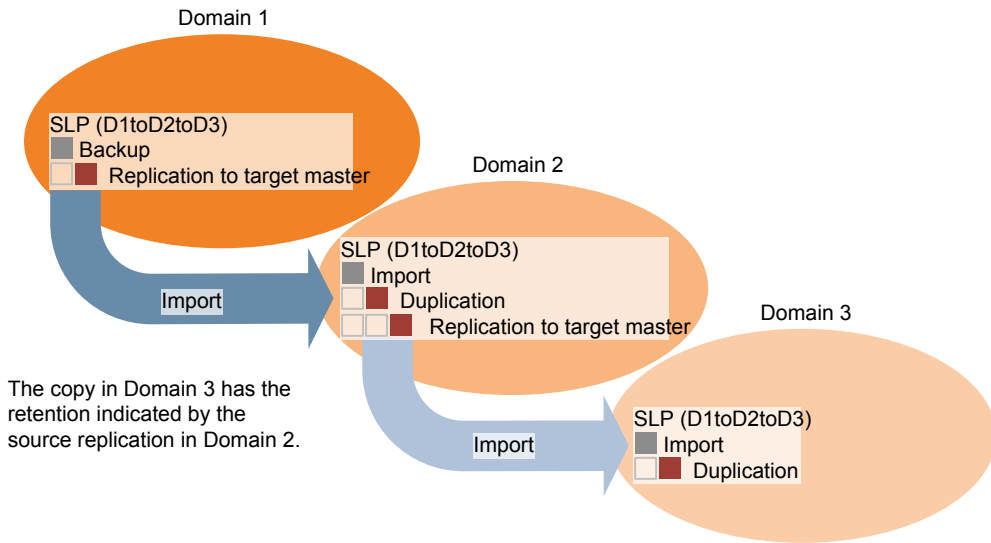 Domain 1
SLP (D1toD2toD3)
Backup
Replication to target master
Import
Domain 2
SLP (D1toD2toD3)
Import
Duplication
Replication to target master
Import
Domain 3
SLP (D1toD2toD3)
Import
Duplication
The copy in Domain 3 has the
retention indicated by the
source replication in Domain 2.